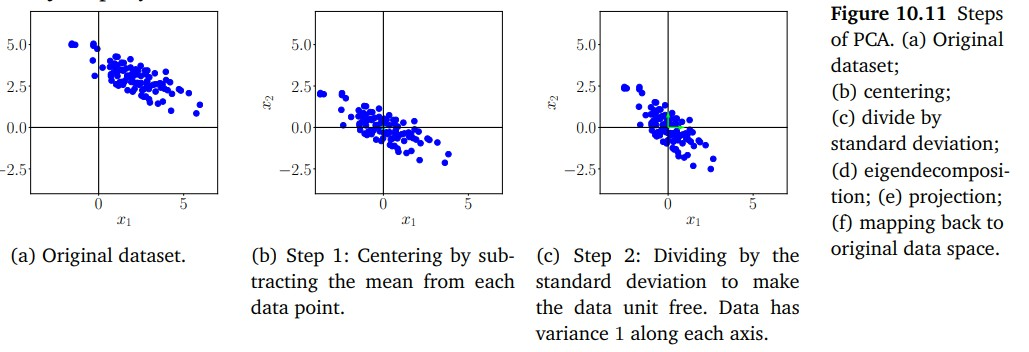 5.0
2.5
0.0
−2.5
0
5
x1
5.0
2.5
0.0
−2.5
x2
0
5
x1
5.0
2.5
0.0
−2.5
x2
0
5
x1
(a) Original dataset.
(b) Step 1: Centering by sub-
tracting the mean from each
data point.
(c) Step 2: Dividing by the
standard deviation to make
the data unit free. Data has
variance 1 along each axis.
Figure 10.11 Steps
of PCA. (a) Original
dataset;
(b) centering;
(c) divide by
standard deviation;
(d) eigendecomposi-
tion; (e) projection;
(f) mapping back to
original data space.